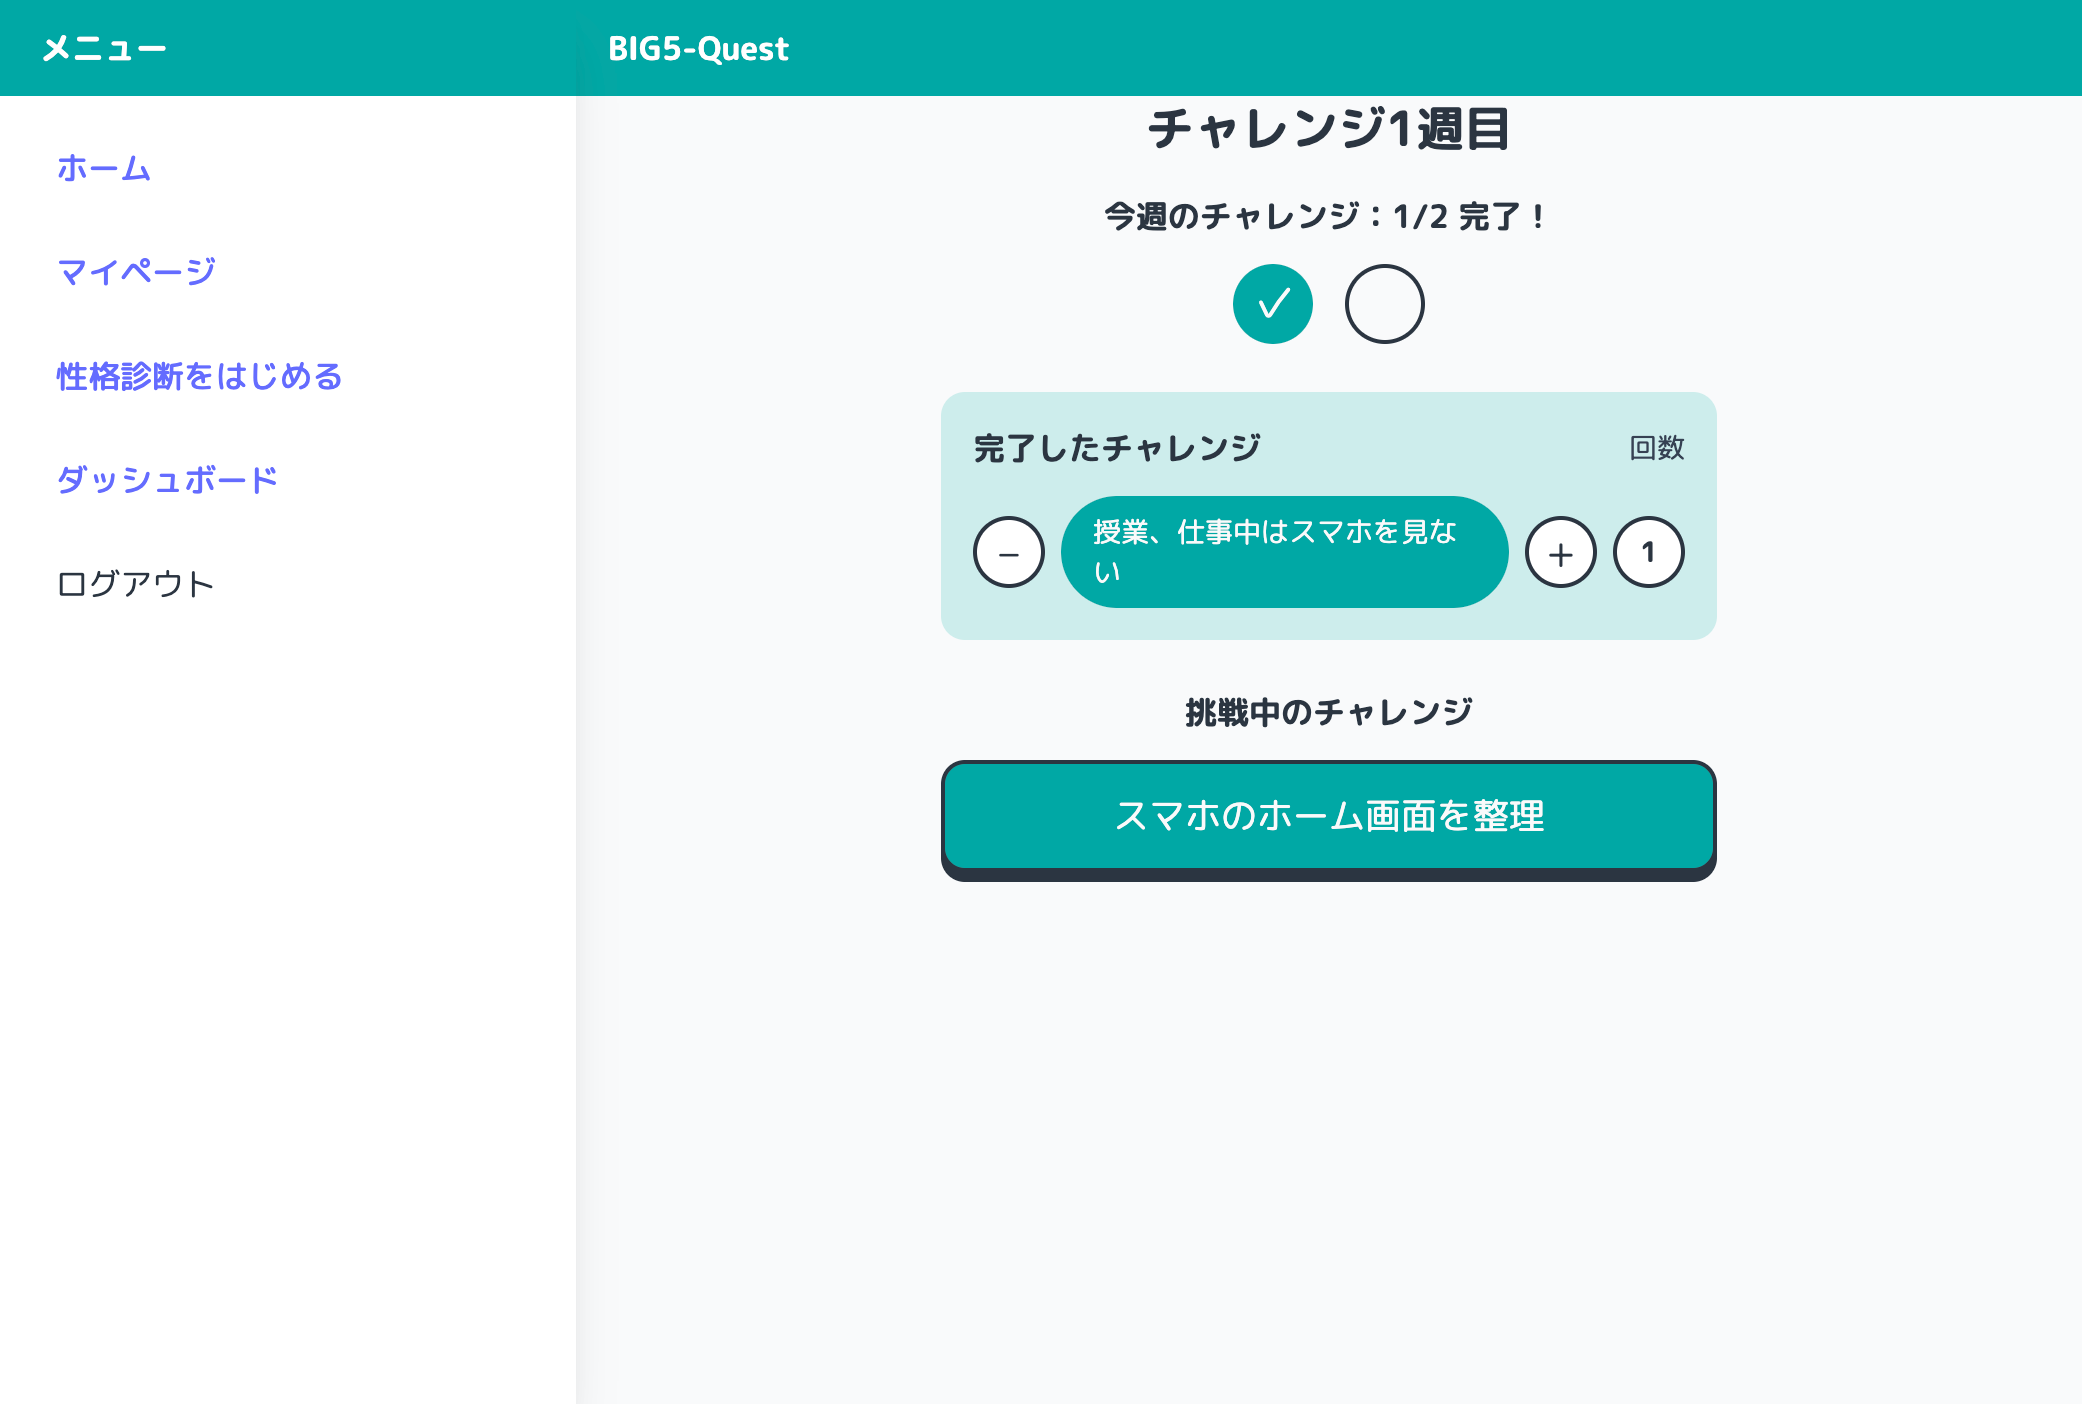 メニュー
BIG5-Quest
ホーム
マイページ
性格診断をはじめる
ダッシュボード
ログアウト
チャレンジ1週目
今週のチャレンジ：1/2 完了！
✓
完了したチャレンジ
回数
−
授業、仕事中はスマホを見な
い
+
1
挑戦中のチャレンジ
スマホのホーム画面を整理